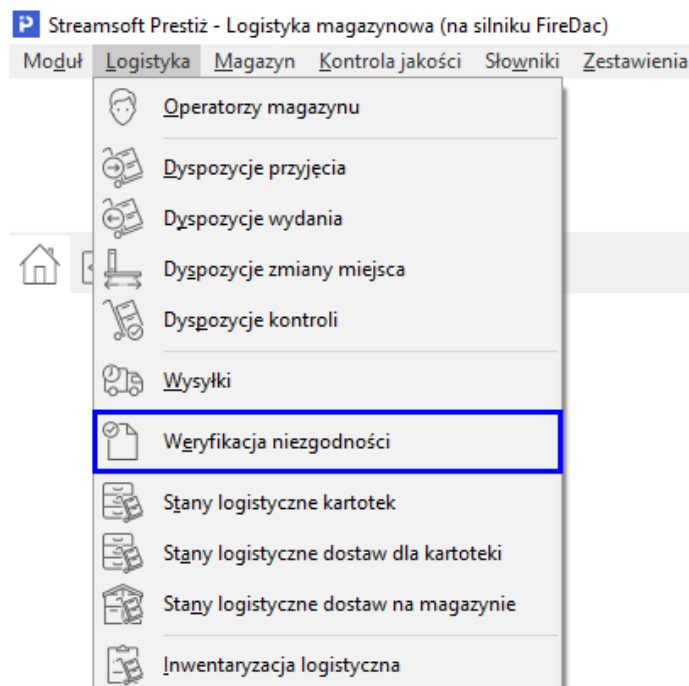 Streamsoft Prestiż - Logistyka magazynowa (na silniku FireDac)
Moduł Logistyka Magazyn Kontrola jakości Słowniki Zestawienia
Operatorzy magazynu
Dyspozycje przyjęcia
Dyspozycje wydania
Dyspozycje zmiany miejsca
Dyspozycje kontroli
Wysyłki
Weryfikacja niezgodności
Stany logistyczne kartotek
Stany logistyczne dostaw dla kartoteki
Stany logistyczne dostaw na magazynie
Inwentaryzacja logistyczna